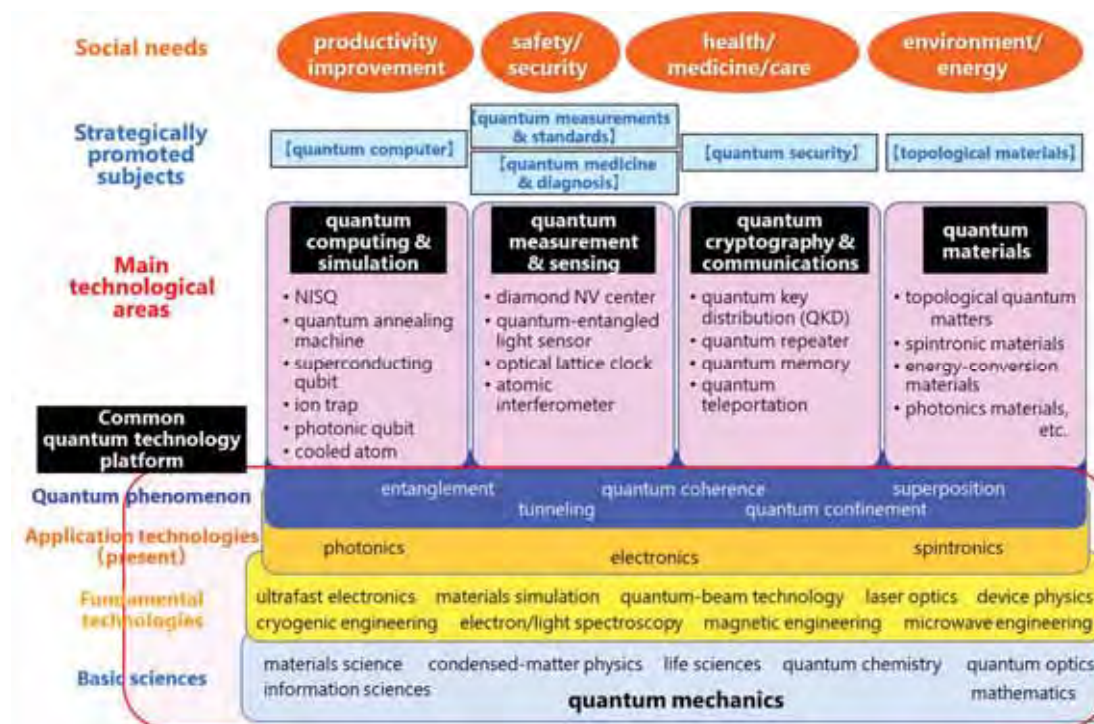 Social needs
productivity
improvement
safety/
security
health/
medicine/care
environment/
energy
Strategically
promoted
subjects
【quantum computer】
【quantum measurements
& standards】
【quantum medicine
& diagnosis】
【quantum security】
【topological materials】
Main
technological
areas
quantum
computing &
simulation
• NISQ
• quantum annealing
machine
• superconducting
qubit
• ion trap
• photonic qubit
• cooled atom
quantum
measurement
& sensing
• diamond NV center
• quantum-entangled
light sensor
• optical lattice clock
• atomic
interferometer
quantum
cryptography &
communications
• quantum key
distribution (QKD)
• quantum repeater
• quantum memory
• quantum
teleportation
quantum
materials
• topological quantum
matters
• spintronic materials
• energy-conversion
materials
• photonics materials,
etc.
Common
quantum technology
platform
Quantum phenomenon
entanglement quantum coherence superposition
tunneling quantum confinement
Application technologies
(present)
photonics electronics spintronics
Fundamental
technologies
ultrafast electronics materials simulation quantum-beam technology laser optics device physics
cryogenic engineering electron/light spectroscopy magnetic engineering microwave engineering
Basic sciences
materials science condensed-matter physics life sciences quantum chemistry quantum optics
information sciences quantum mechanics mathematics